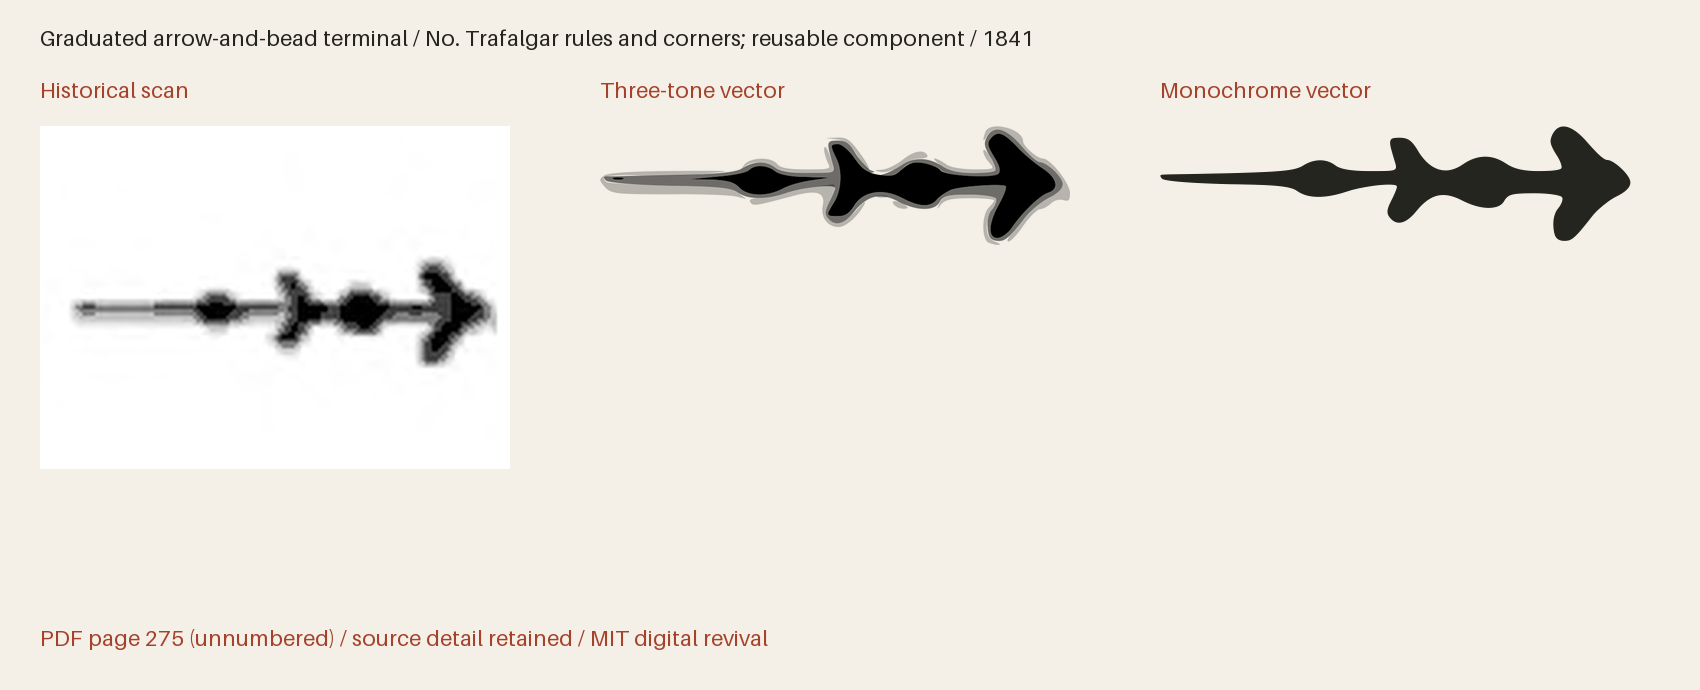 Graduated arrow-and-bead terminal / No. Trafalgar rules and corners; reusable component / 1841
Historical scan
Three-tone vector
Monochrome vector
PDF page 275 (unnumbered) / source detail retained / MIT digital revival